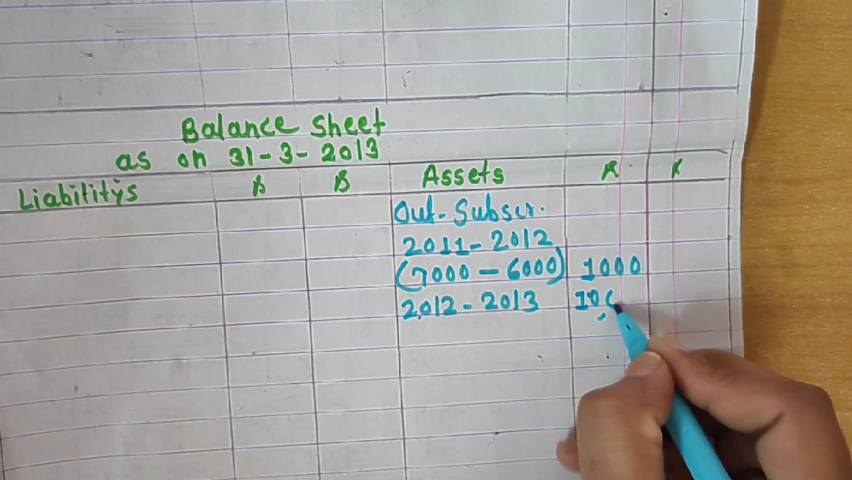 Balance Sheet
as on 31-3-2013
Liabilitys Assets
Out-Subscr.
2011-2012
(7000-6000) 1000
2012-2013